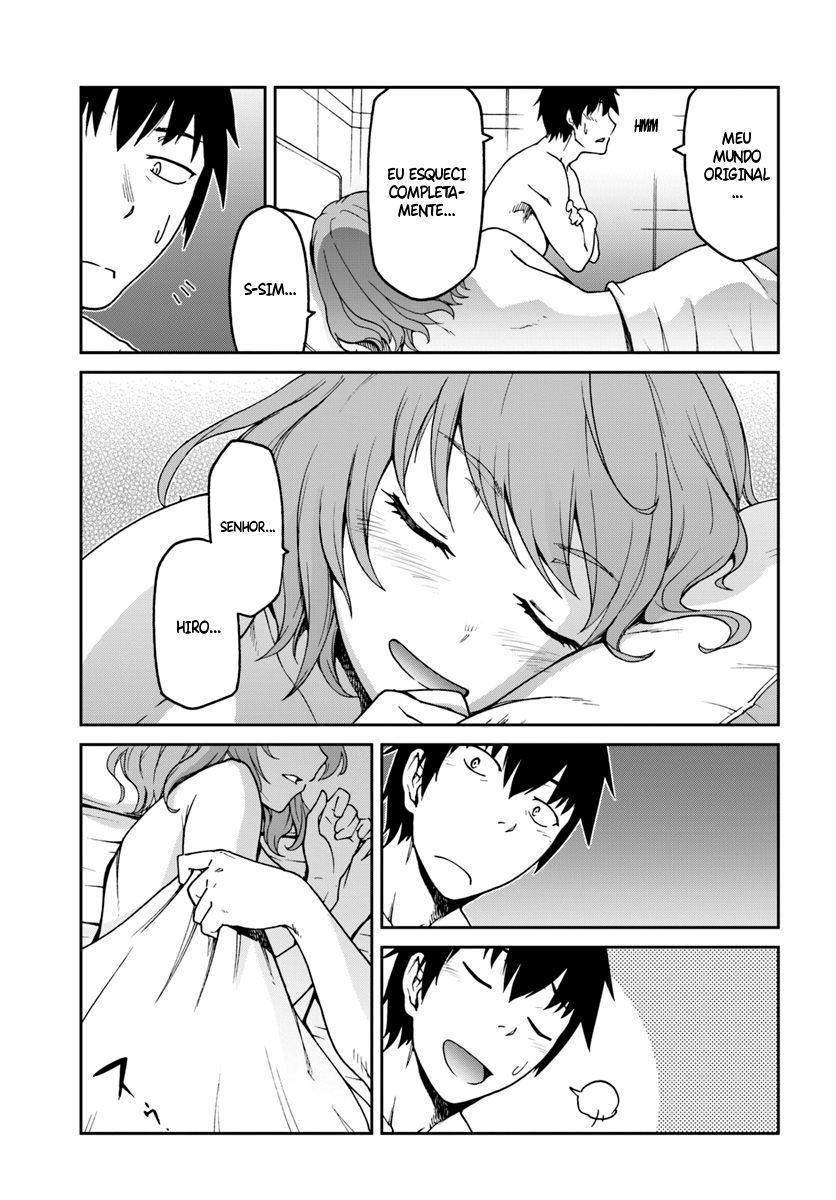 MEU
MUNDO
ORIGINAL
...
HMM
EU ESQUECI
COMPLETA-
MENTE...
S-SIM...
SENHOR...
HIRO...